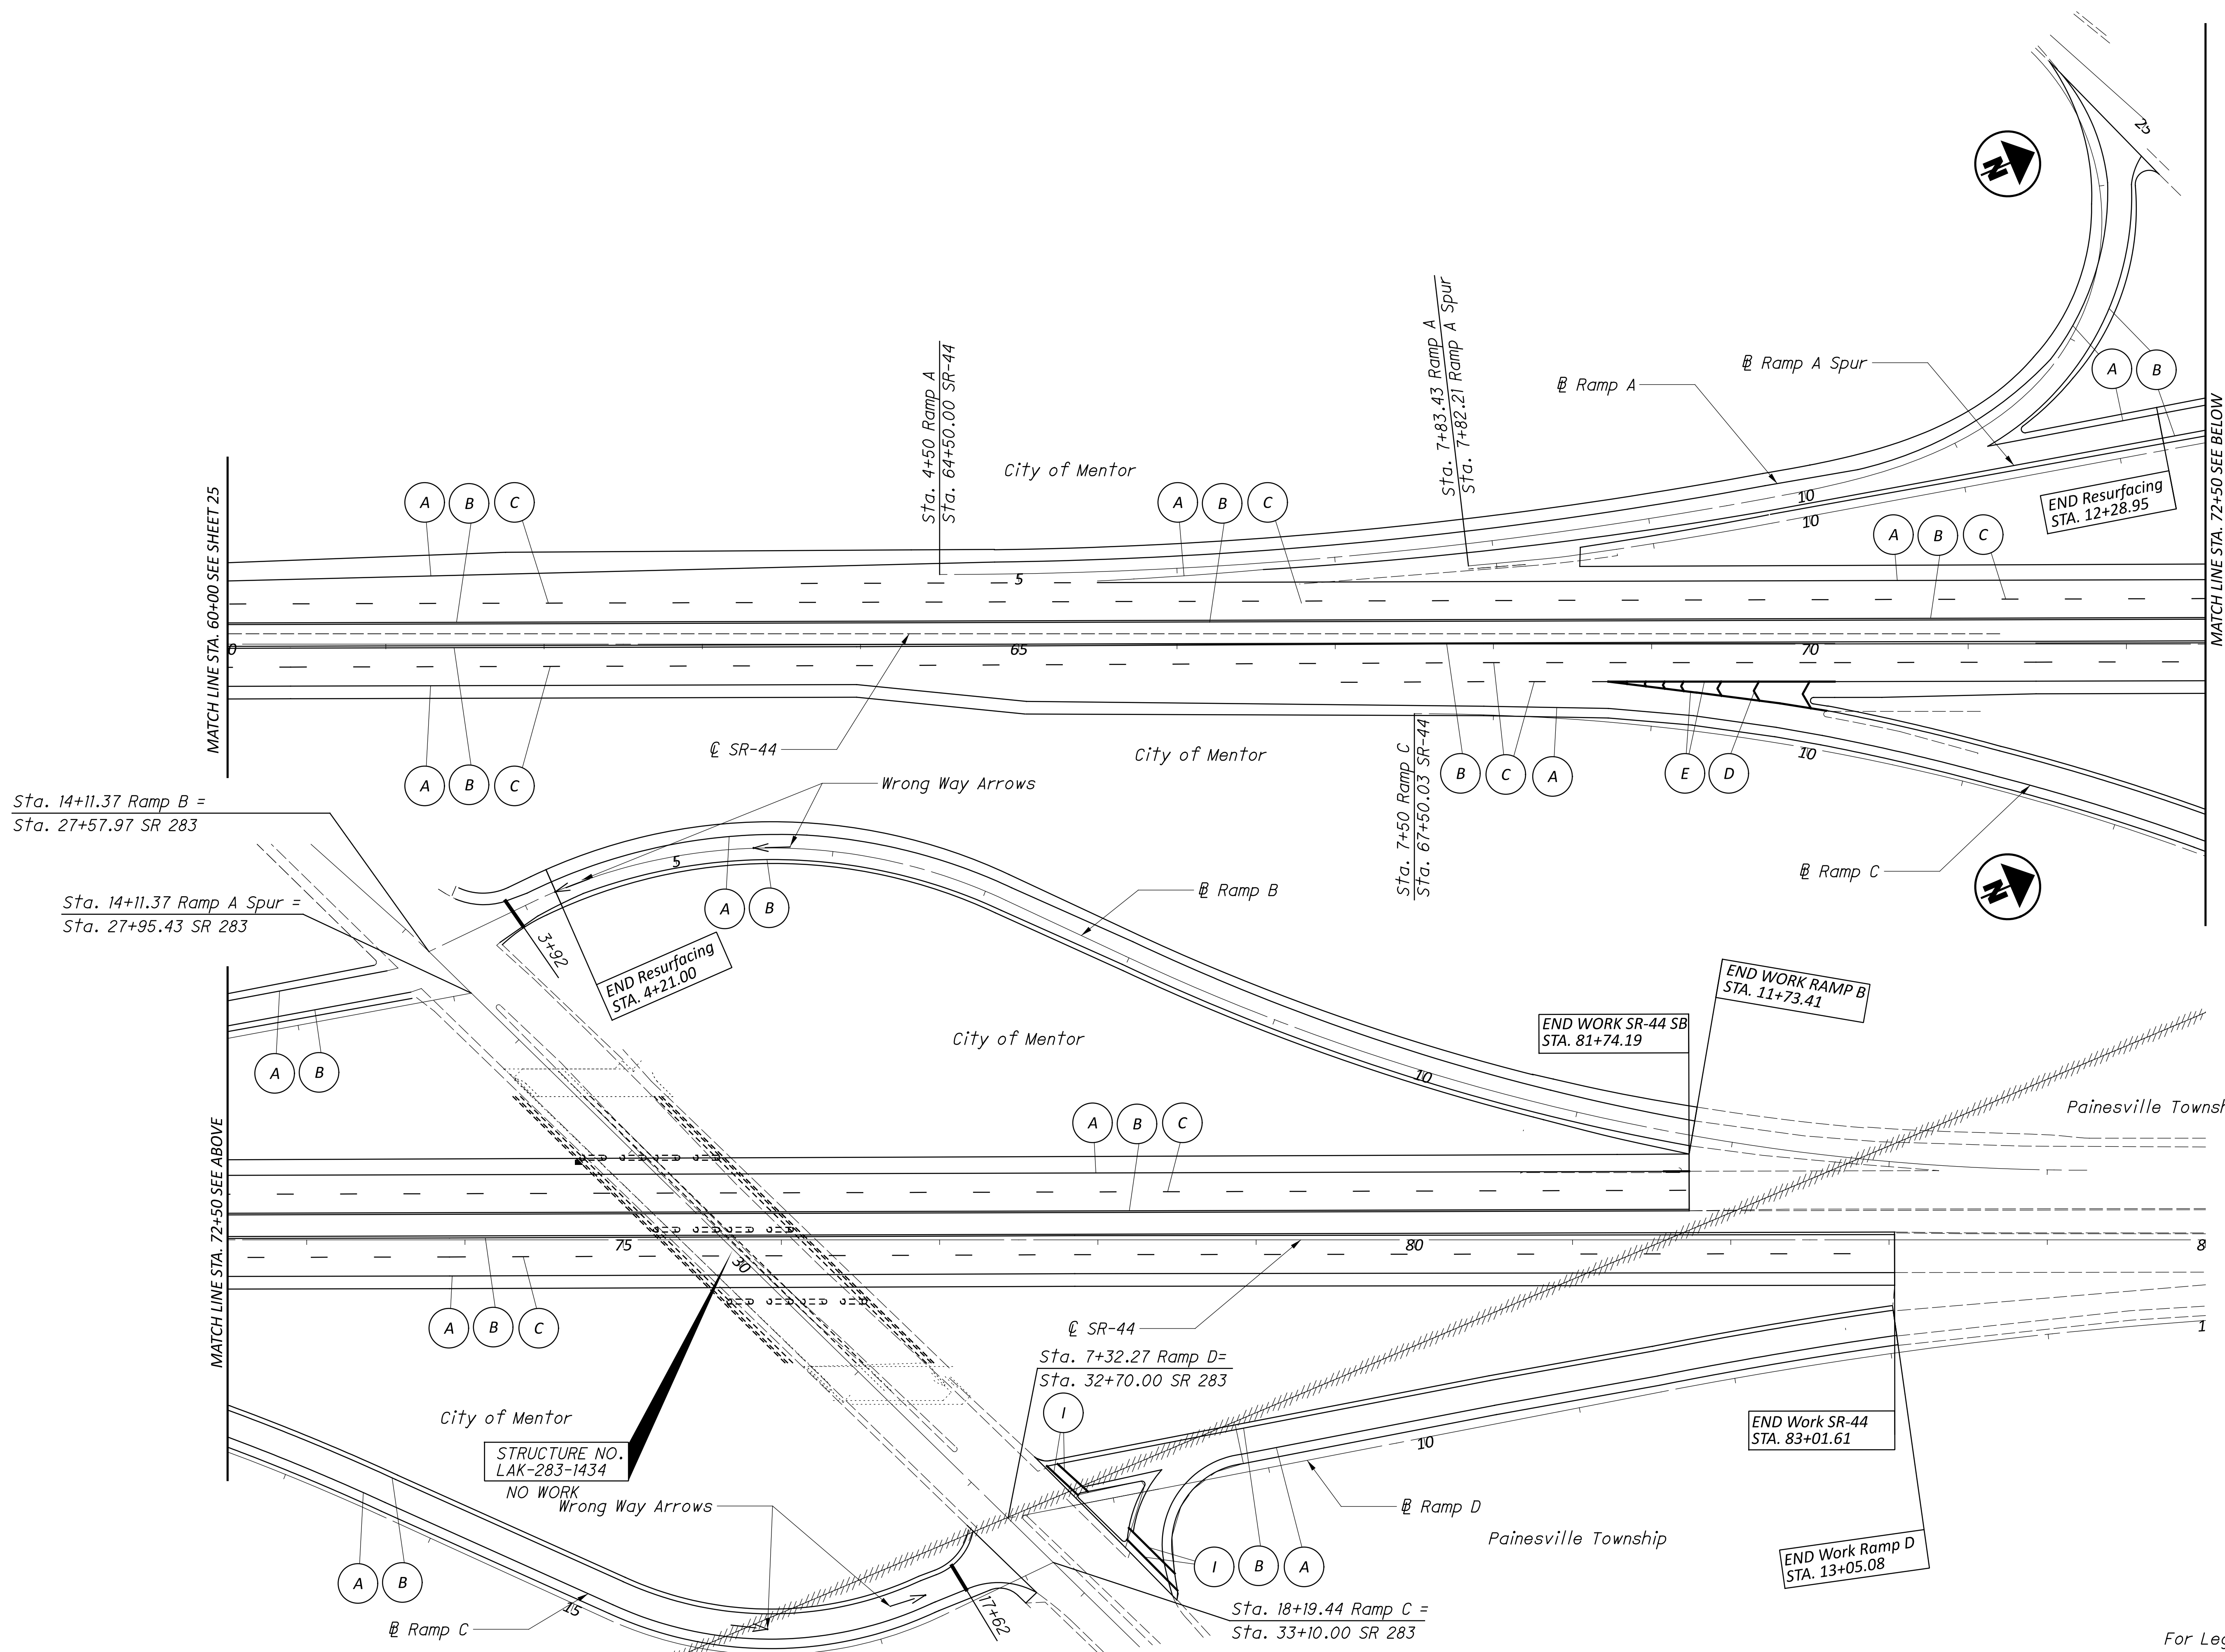 N
25
Sta. 4+50 Ramp A
Sta. 64+50.00 SR-44
Sta. 7+83.43 Ramp A
Sta. 7+82.21 Ramp A Spur
City of Mentor
B Ramp A
B Ramp A Spur
A B
MATCH LINE STA. 60+00 SEE SHEET 25
MATCH LINE STA. 72+50 SEE BELOW
A B C
A B C
A B C
10
10
END Resurfacing
STA. 12+28.95
5
0
65
70
℄ SR-44
City of Mentor
A B C
Sta. 7+50 Ramp C
Sta. 67+50.03 SR-44
B C A
E D
10
B Ramp C
N
Sta. 14+11.37 Ramp B =
Sta. 27+57.97 SR 283
Wrong Way Arrows
5
A B
B Ramp B
Sta. 14+11.37 Ramp A Spur =
Sta. 27+95.43 SR 283
3+92
END Resurfacing
STA. 4+21.00
END WORK RAMP B
STA. 11+73.41
END WORK SR-44 SB
STA. 81+74.19
City of Mentor
10
A B
A B C
Painesville Townsh
MATCH LINE STA. 72+50 SEE ABOVE
75
30
80
8
A B C
℄ SR-44
1
Sta. 7+32.27 Ramp D=
Sta. 32+70.00 SR 283
I
City of Mentor
STRUCTURE NO.
LAK-283-1434
NO WORK
END Work SR-44
STA. 83+01.61
10
Wrong Way Arrows
B Ramp D
Painesville Township
END Work Ramp D
STA. 13+05.08
A B
I B A
15
B Ramp C
17+62
Sta. 18+19.44 Ramp C =
Sta. 33+10.00 SR 283
For Leg